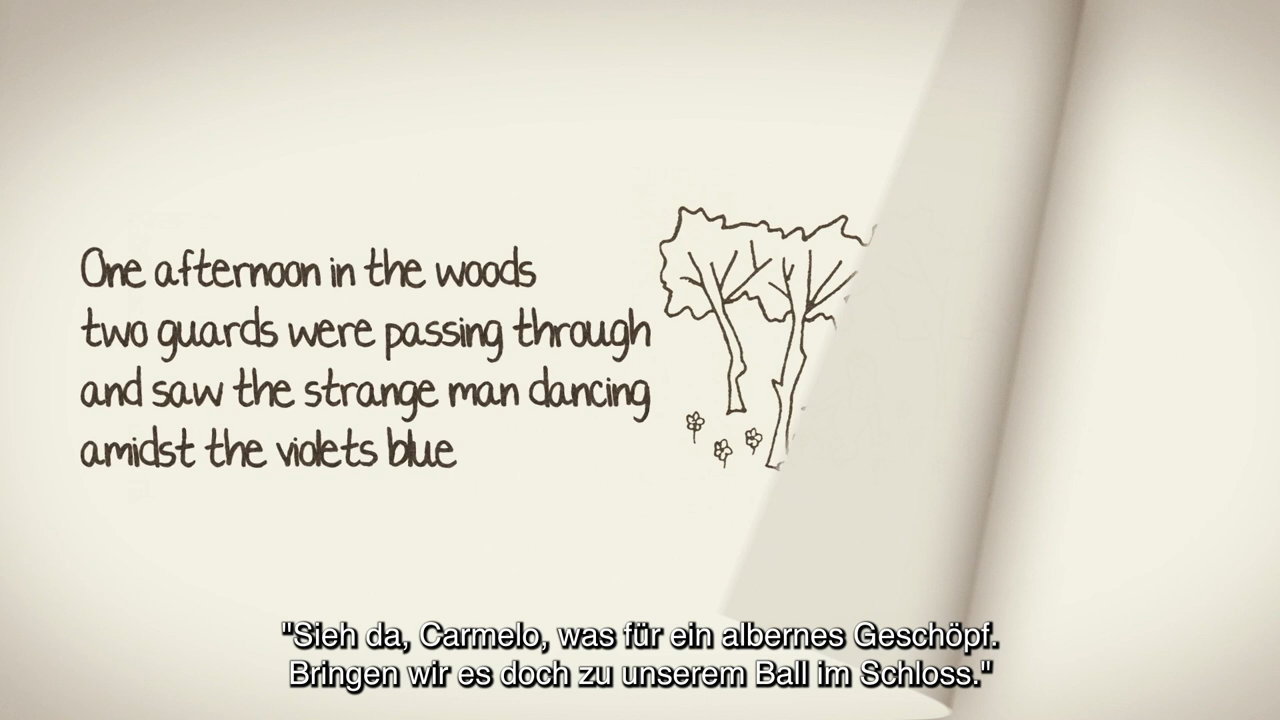 One afternoon in the woods
two guards were passing through
and saw the strange man dancing
amidst the violets blue
"Sieh da, Carmelo, was für ein albernes Geschöpf.
Bringen wir es doch zu unserem Ball im Schloss."